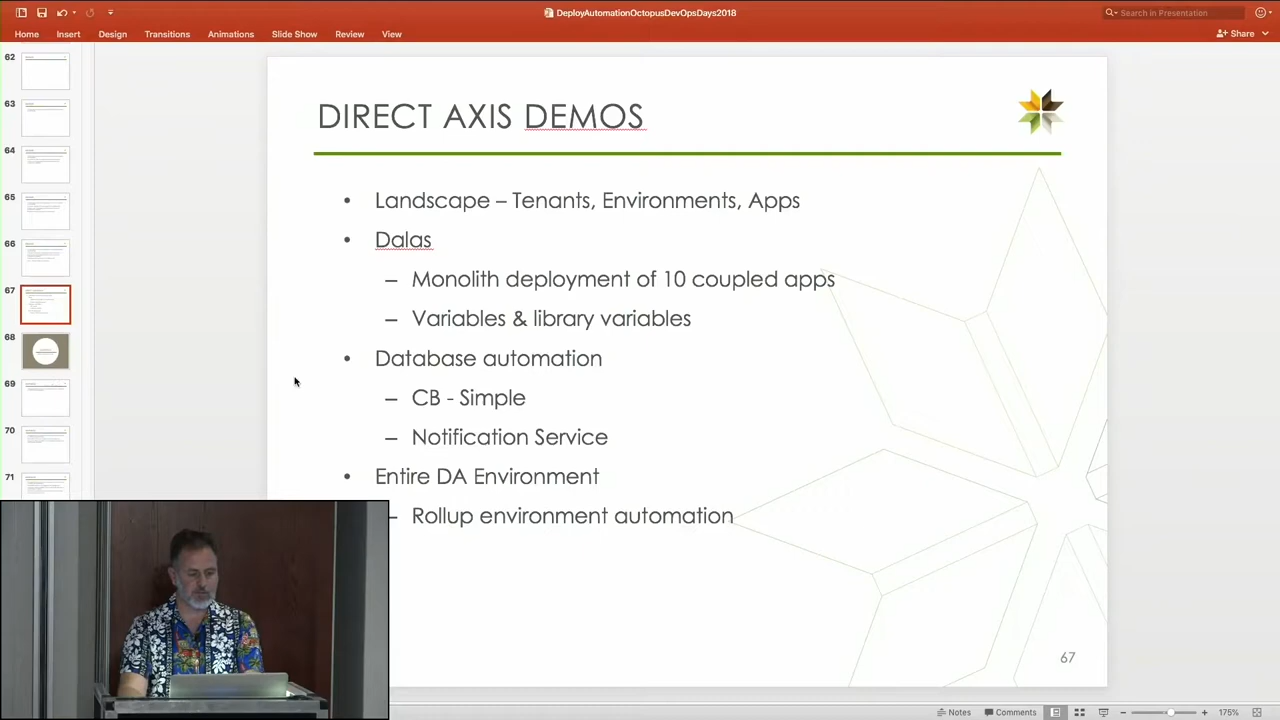 DeployAutomationOctopusDevOpsDays2018
Search in Presentation
Home Insert Design Transitions Animations Slide Show Review View
Share
62
63
64
65
66
67
68
69
70
71
DIRECT AXIS DEMOS
• Landscape – Tenants, Environments, Apps
• Dalas
– Monolith deployment of 10 coupled apps
– Variables & library variables
• Database automation
– CB - Simple
– Notification Service
• Entire DA Environment
– Rollup environment automation
67
Notes Comments 175%